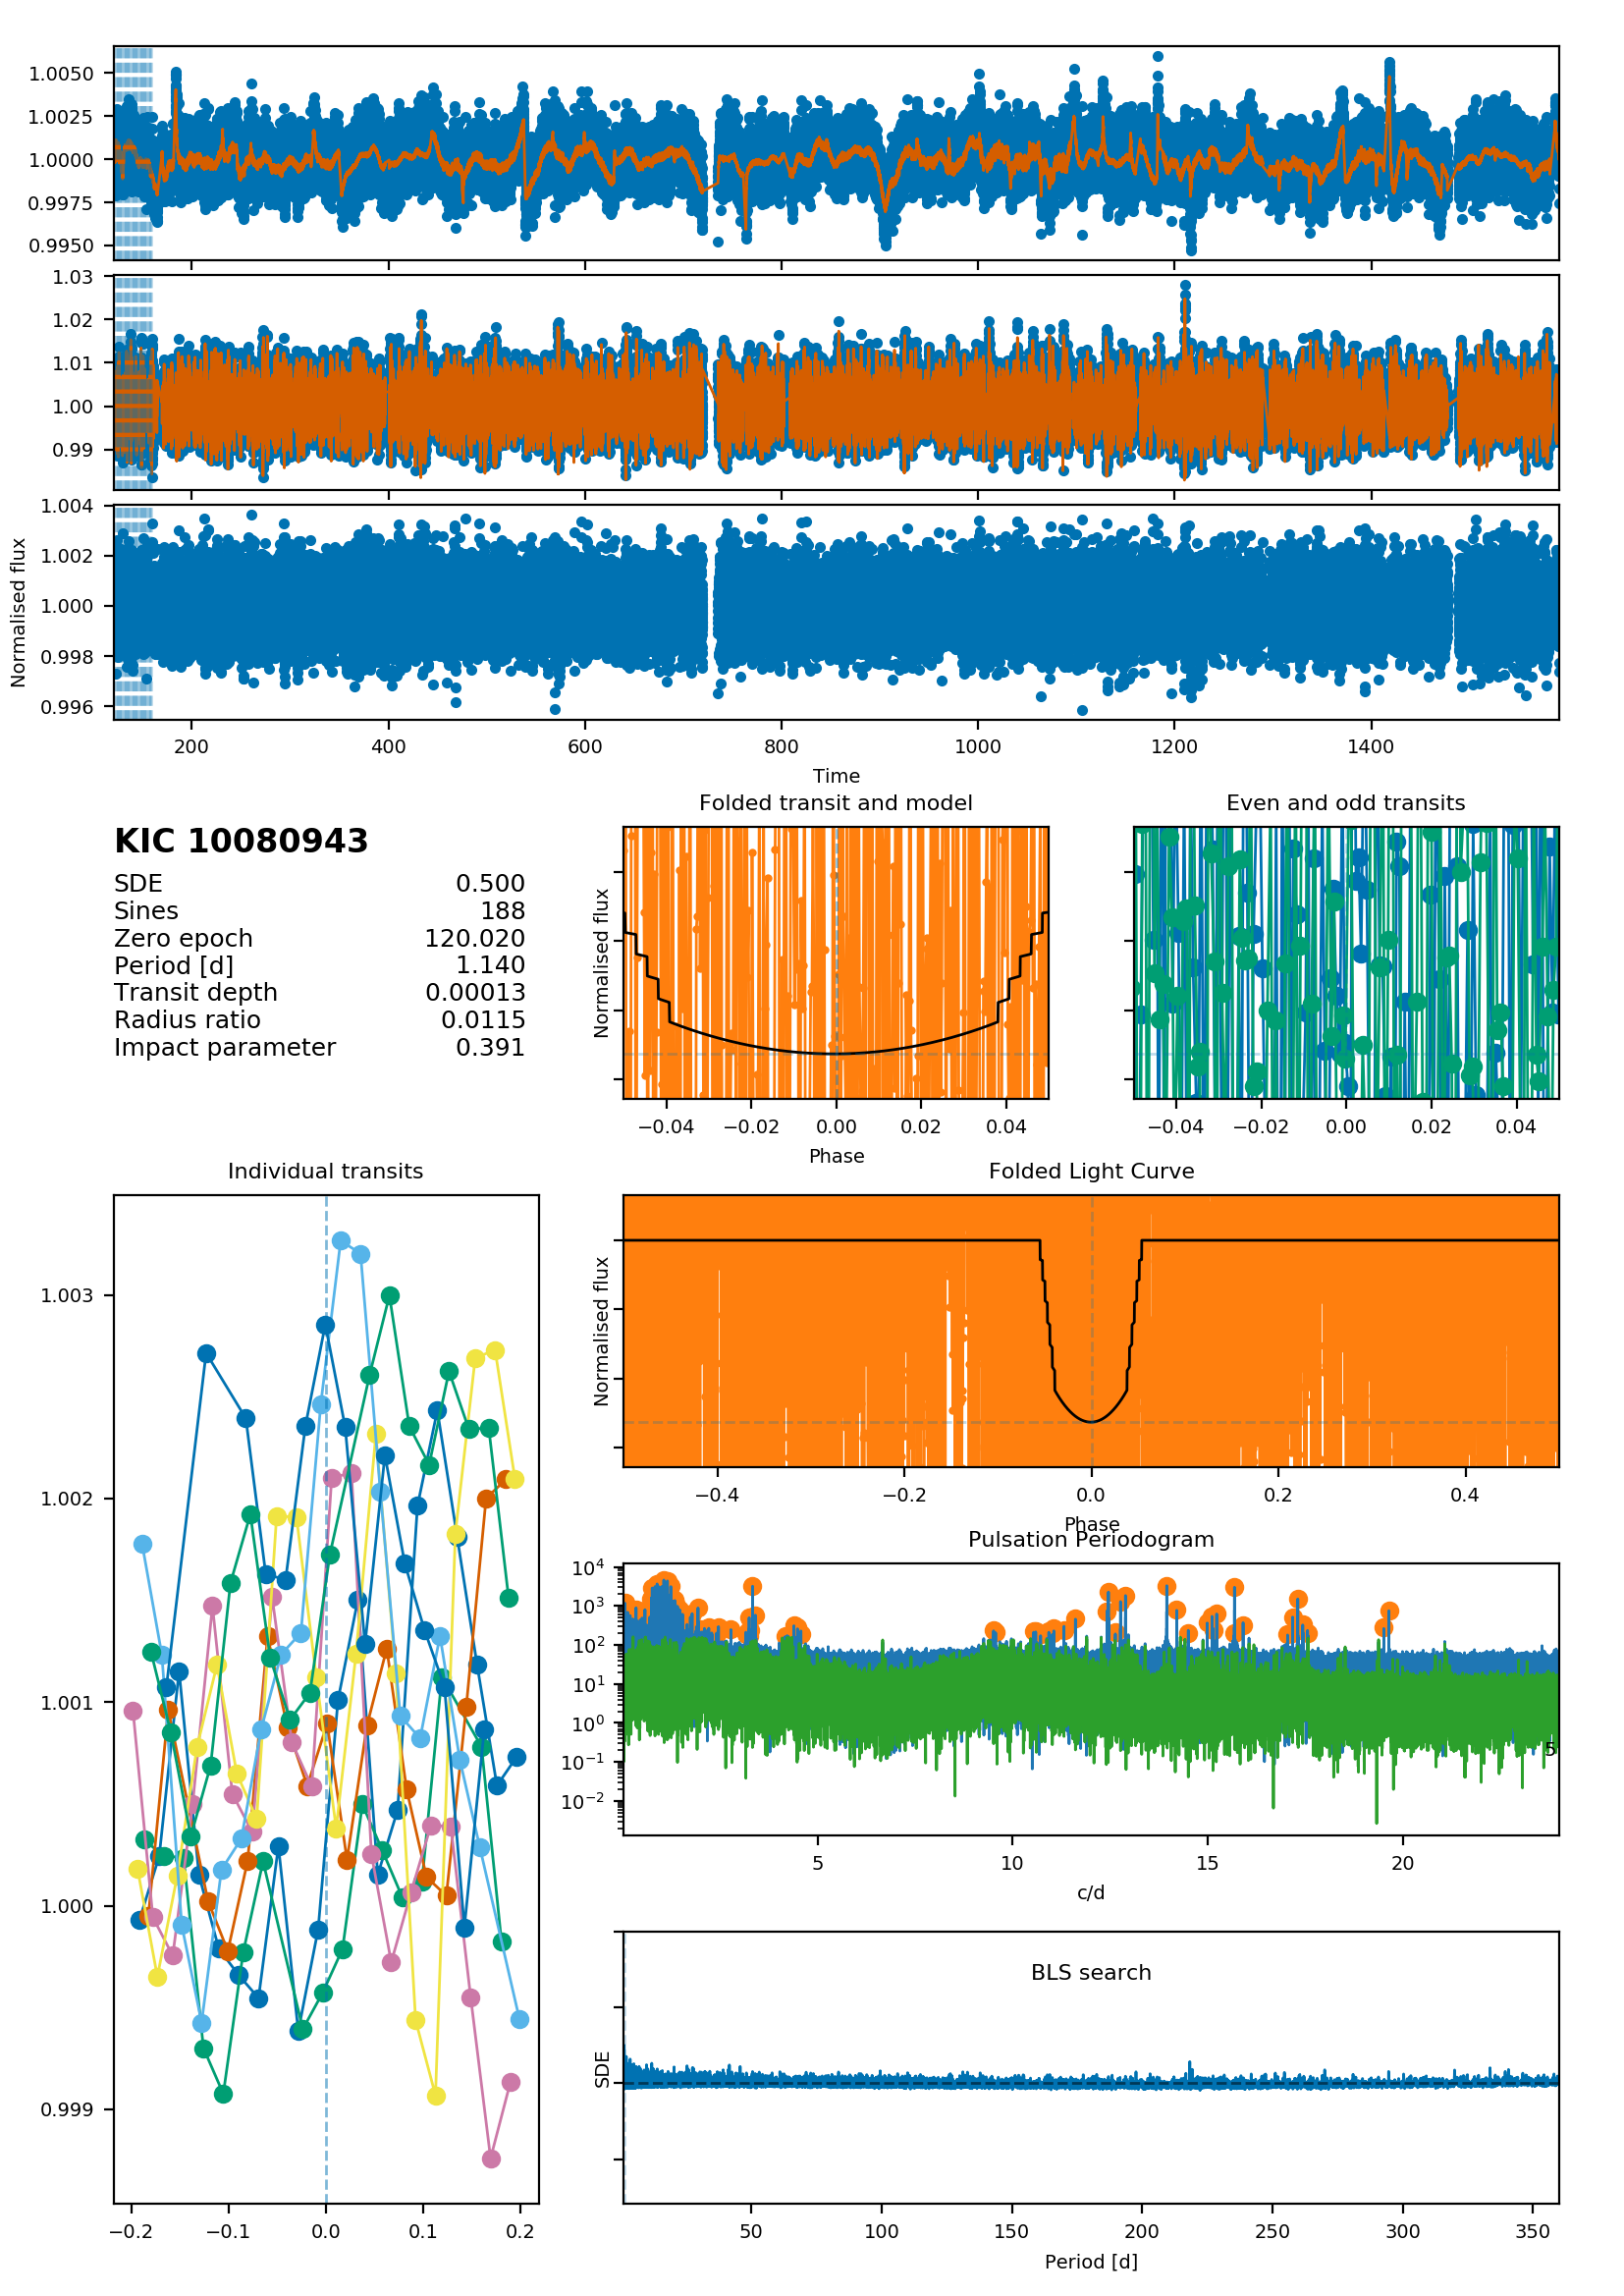 1.0050
1.0025
1.0000
0.9975
0.9950
1.03
1.02
1.01
1.00
0.99
1.004
1.002
1.000
0.998
0.996
Normalised flux
200 400 600 800 1000 1200 1400
Time
KIC 10080943
SDE 0.500
Sines 188
Zero epoch 120.020
Period [d] 1.140
Transit depth 0.00013
Radius ratio 0.0115
Impact parameter 0.391
Folded transit and model
Normalised flux
−0.04 −0.02 0.00 0.02 0.04
Phase
Even and odd transits
−0.04 −0.02 0.00 0.02 0.04
Individual transits
1.003
1.002
1.001
1.000
0.999
−0.2 −0.1 0.0 0.1 0.2
Folded Light Curve
Normalised flux
−0.4 −0.2 0.0 0.2 0.4
Phase
Pulsation Periodogram
10⁴
10³
10²
10¹
10⁰
10⁻¹
10⁻²
5
5 10 15 20
c/d
BLS search
SDE
50 100 150 200 250 300 350
Period [d]